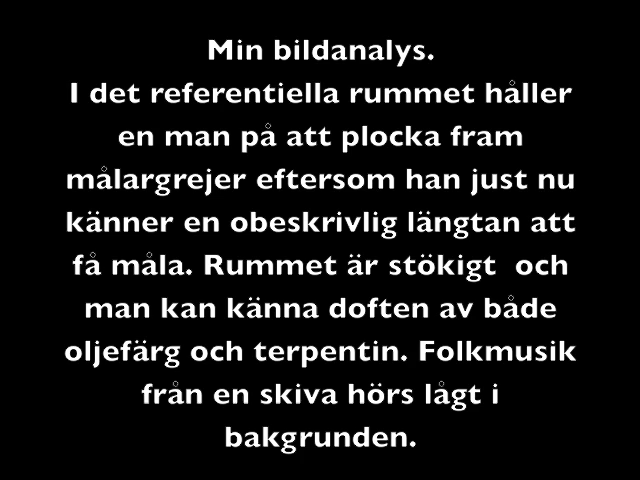 Min bildanalys.
I det referentiella rummet håller
en man på att plocka fram
målargrejer eftersom han just nu
känner en obeskrivlig längtan att
få måla. Rummet är stökigt  och
man kan känna doften av både
oljefärg och terpentin. Folkmusik
från en skiva hörs lågt i
bakgrunden.